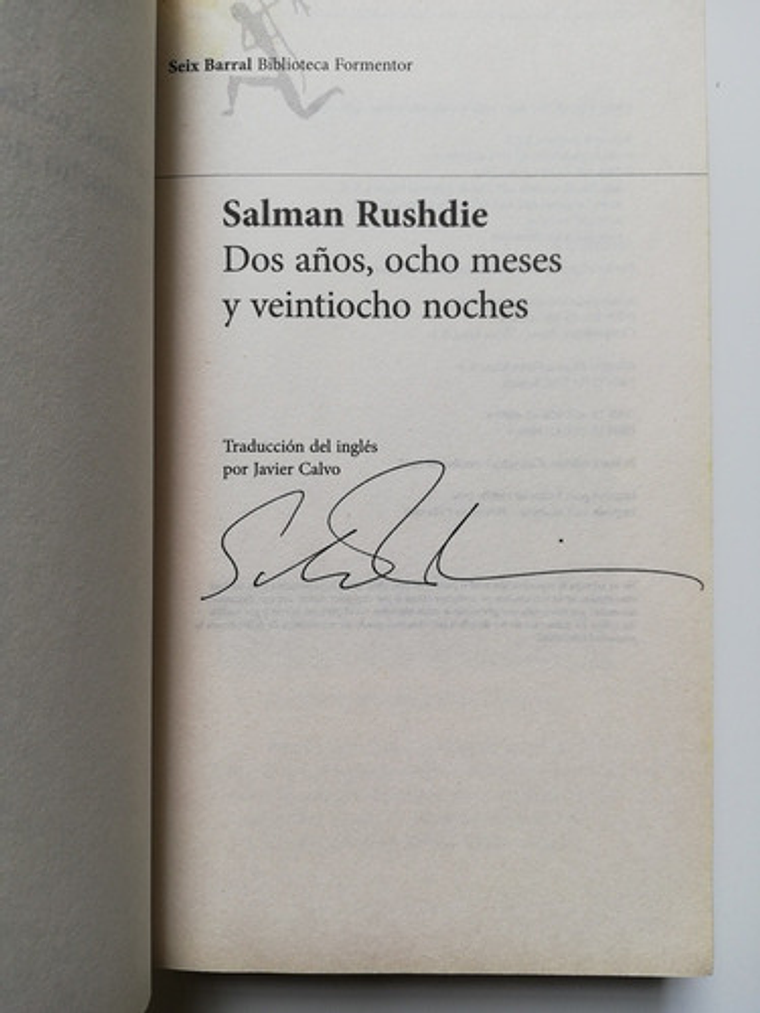 Seix Barral Biblioteca Formentor
Salman Rushdie
Dos años, ocho meses
y veintiocho noches
Traducción del inglés
por Javier Calvo